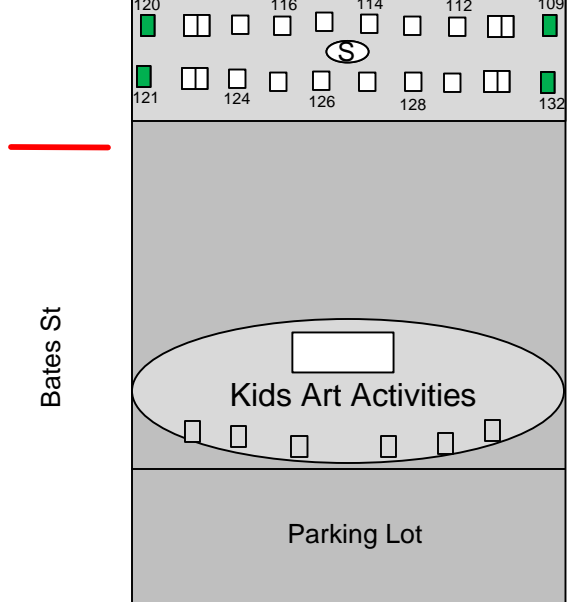 120 116 114 112 109
S
121 124 126 128 132
Bates St
Kids Art Activities
Parking Lot